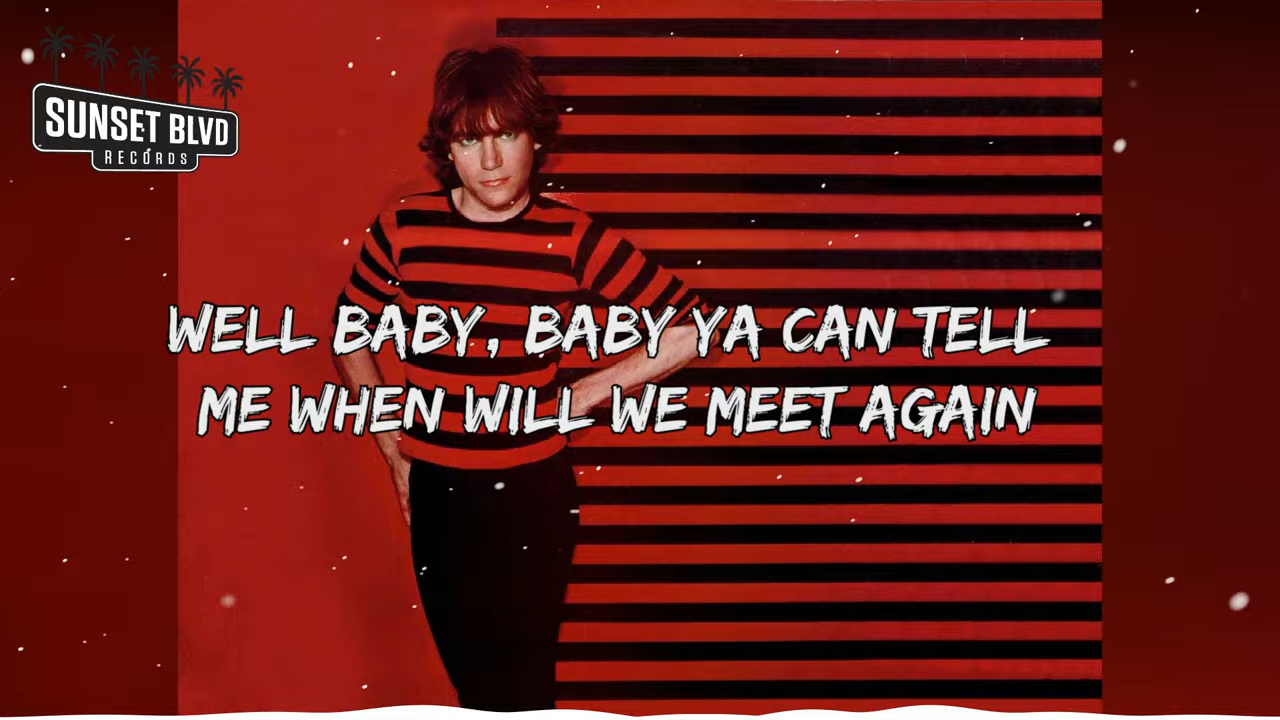 SUNSET BLVD
RECORDS
WELL BABY, BABY YA CAN TELL
ME WHEN WILL WE MEET AGAIN